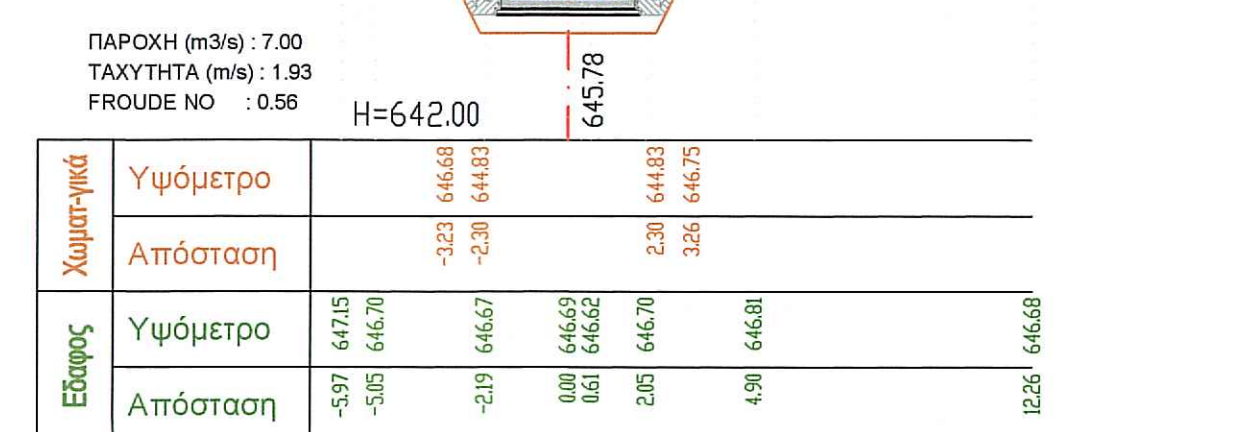 ΠΑΡΟΧΗ (m3/s) : 7.00
ΤΑΧΥΤΗΤΑ (m/s) : 1.93
FROUDE NO : 0.56
H=642.00
645.78
Χωματ-γικά
Υψόμετρο 646.68 644.83 644.83 646.75
Απόσταση -3.23 -2.30 2.30 3.26
Εδαφος
Υψόμετρο 647.15 646.70 646.67 646.69 646.62 646.70 646.81 646.68
Απόσταση -5.97 -5.05 -2.19 0.00 0.61 2.05 4.90 12.26